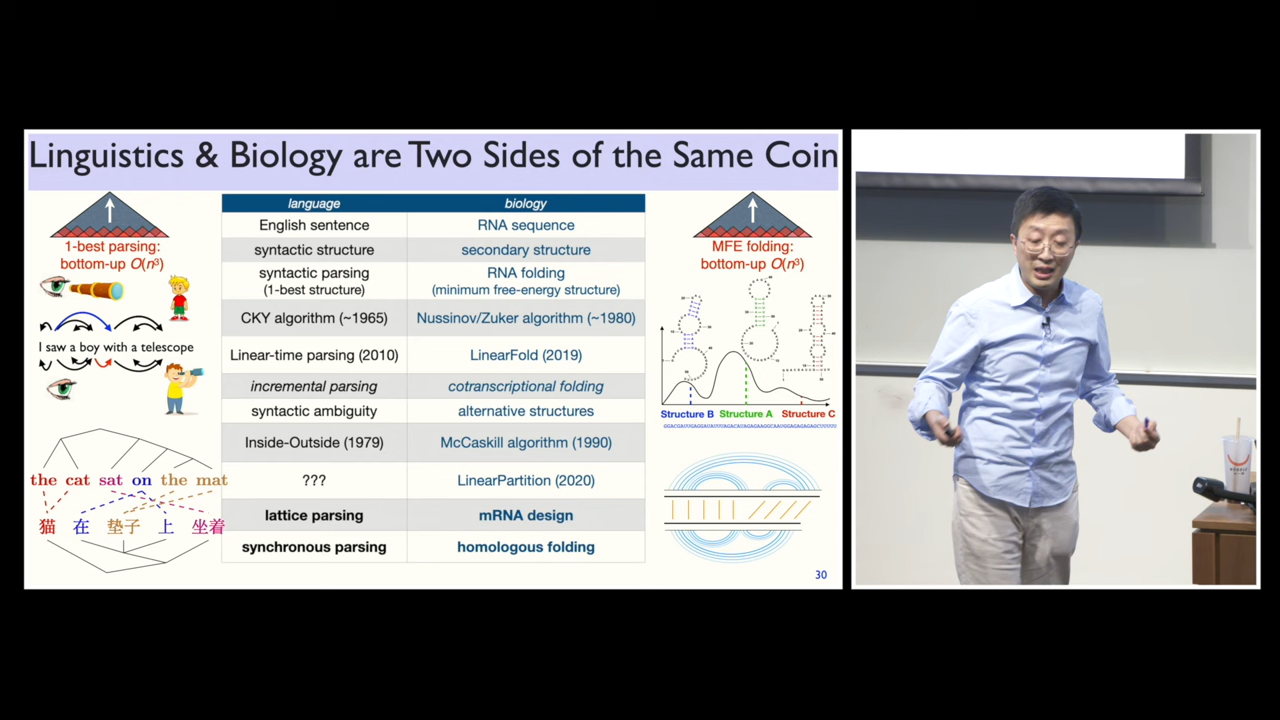 Linguistics & Biology are Two Sides of the Same Coin
1-best parsing:
bottom-up O(n³)
I saw a boy with a telescope
the cat sat on the mat
猫 在 垫子 上 坐着
language biology
English sentence RNA sequence
syntactic structure secondary structure
syntactic parsing RNA folding
(1-best structure) (minimum free-energy structure)
CKY algorithm (~1965) Nussinov/Zuker algorithm (~1980)
Linear-time parsing (2010) LinearFold (2019)
incremental parsing cotranscriptional folding
syntactic ambiguity alternative structures
Inside-Outside (1979) McCaskill algorithm (1990)
??? LinearPartition (2020)
lattice parsing mRNA design
synchronous parsing homologous folding
MFE folding:
bottom-up O(n³)
Structure B Structure A Structure C
30